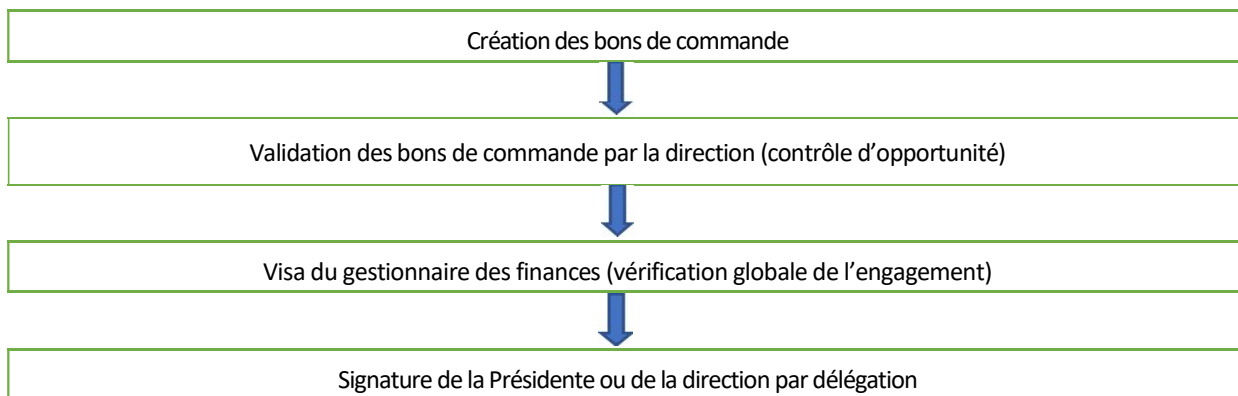 Création des bons de commande
Validation des bons de commande par la direction (contrôle d’opportunité)
Visa du gestionnaire des finances (vérification globale de l’engagement)
Signature de la Présidente ou de la direction par délégation